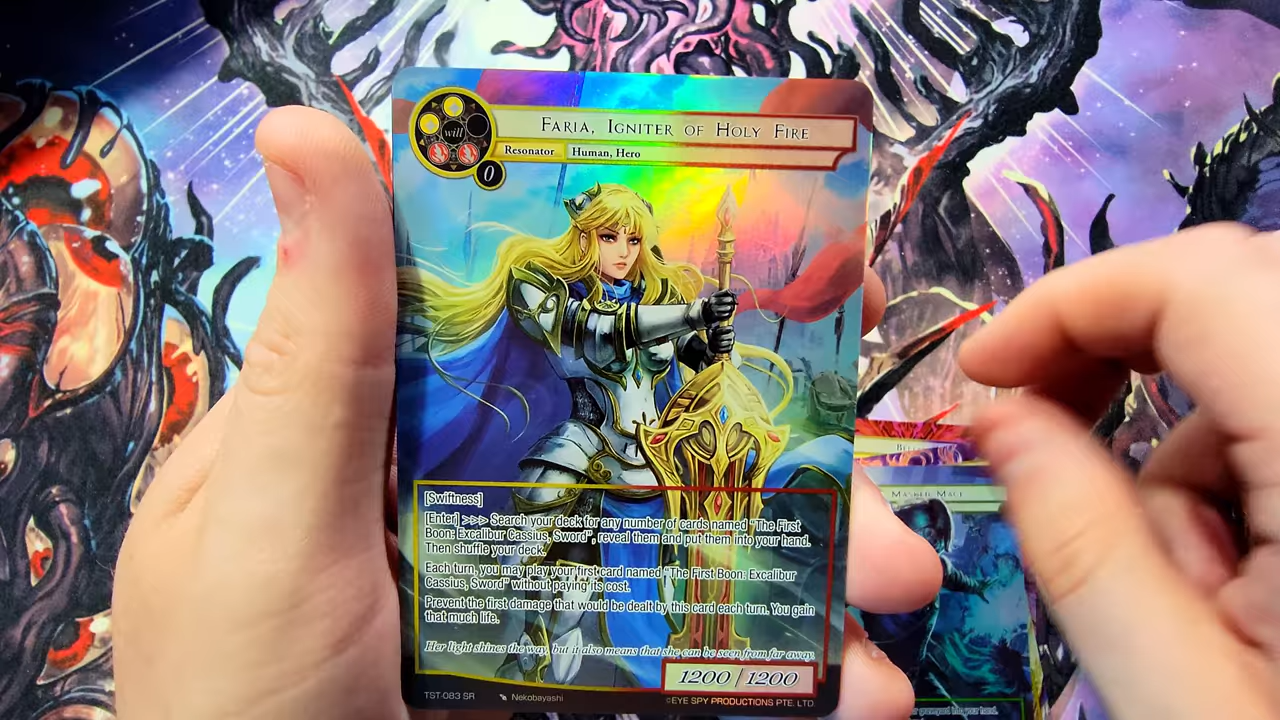 will
FARIA, IGNITER OF HOLY FIRE
Resonator
Human, Hero
0
[Swiftness]
[Enter] >>> Search your deck for any number of cards named "The First
Boon: Excalibur Cassius, Sword", reveal them and put them into your hand.
Then shuffle your deck.
Each turn, you may play your first card named "The First Boon: Excalibur
Cassius, Sword" without paying its cost.
Prevent the first damage that would be dealt by this card each turn. You gain
that much life.
Her light shines the way, but it also means that she can be seen from far away.
1200/1200
TST-083 SR
Nekobayashi
©EYE SPY PRODUCTIONS PTE. LTD.
graveyard into your hand.